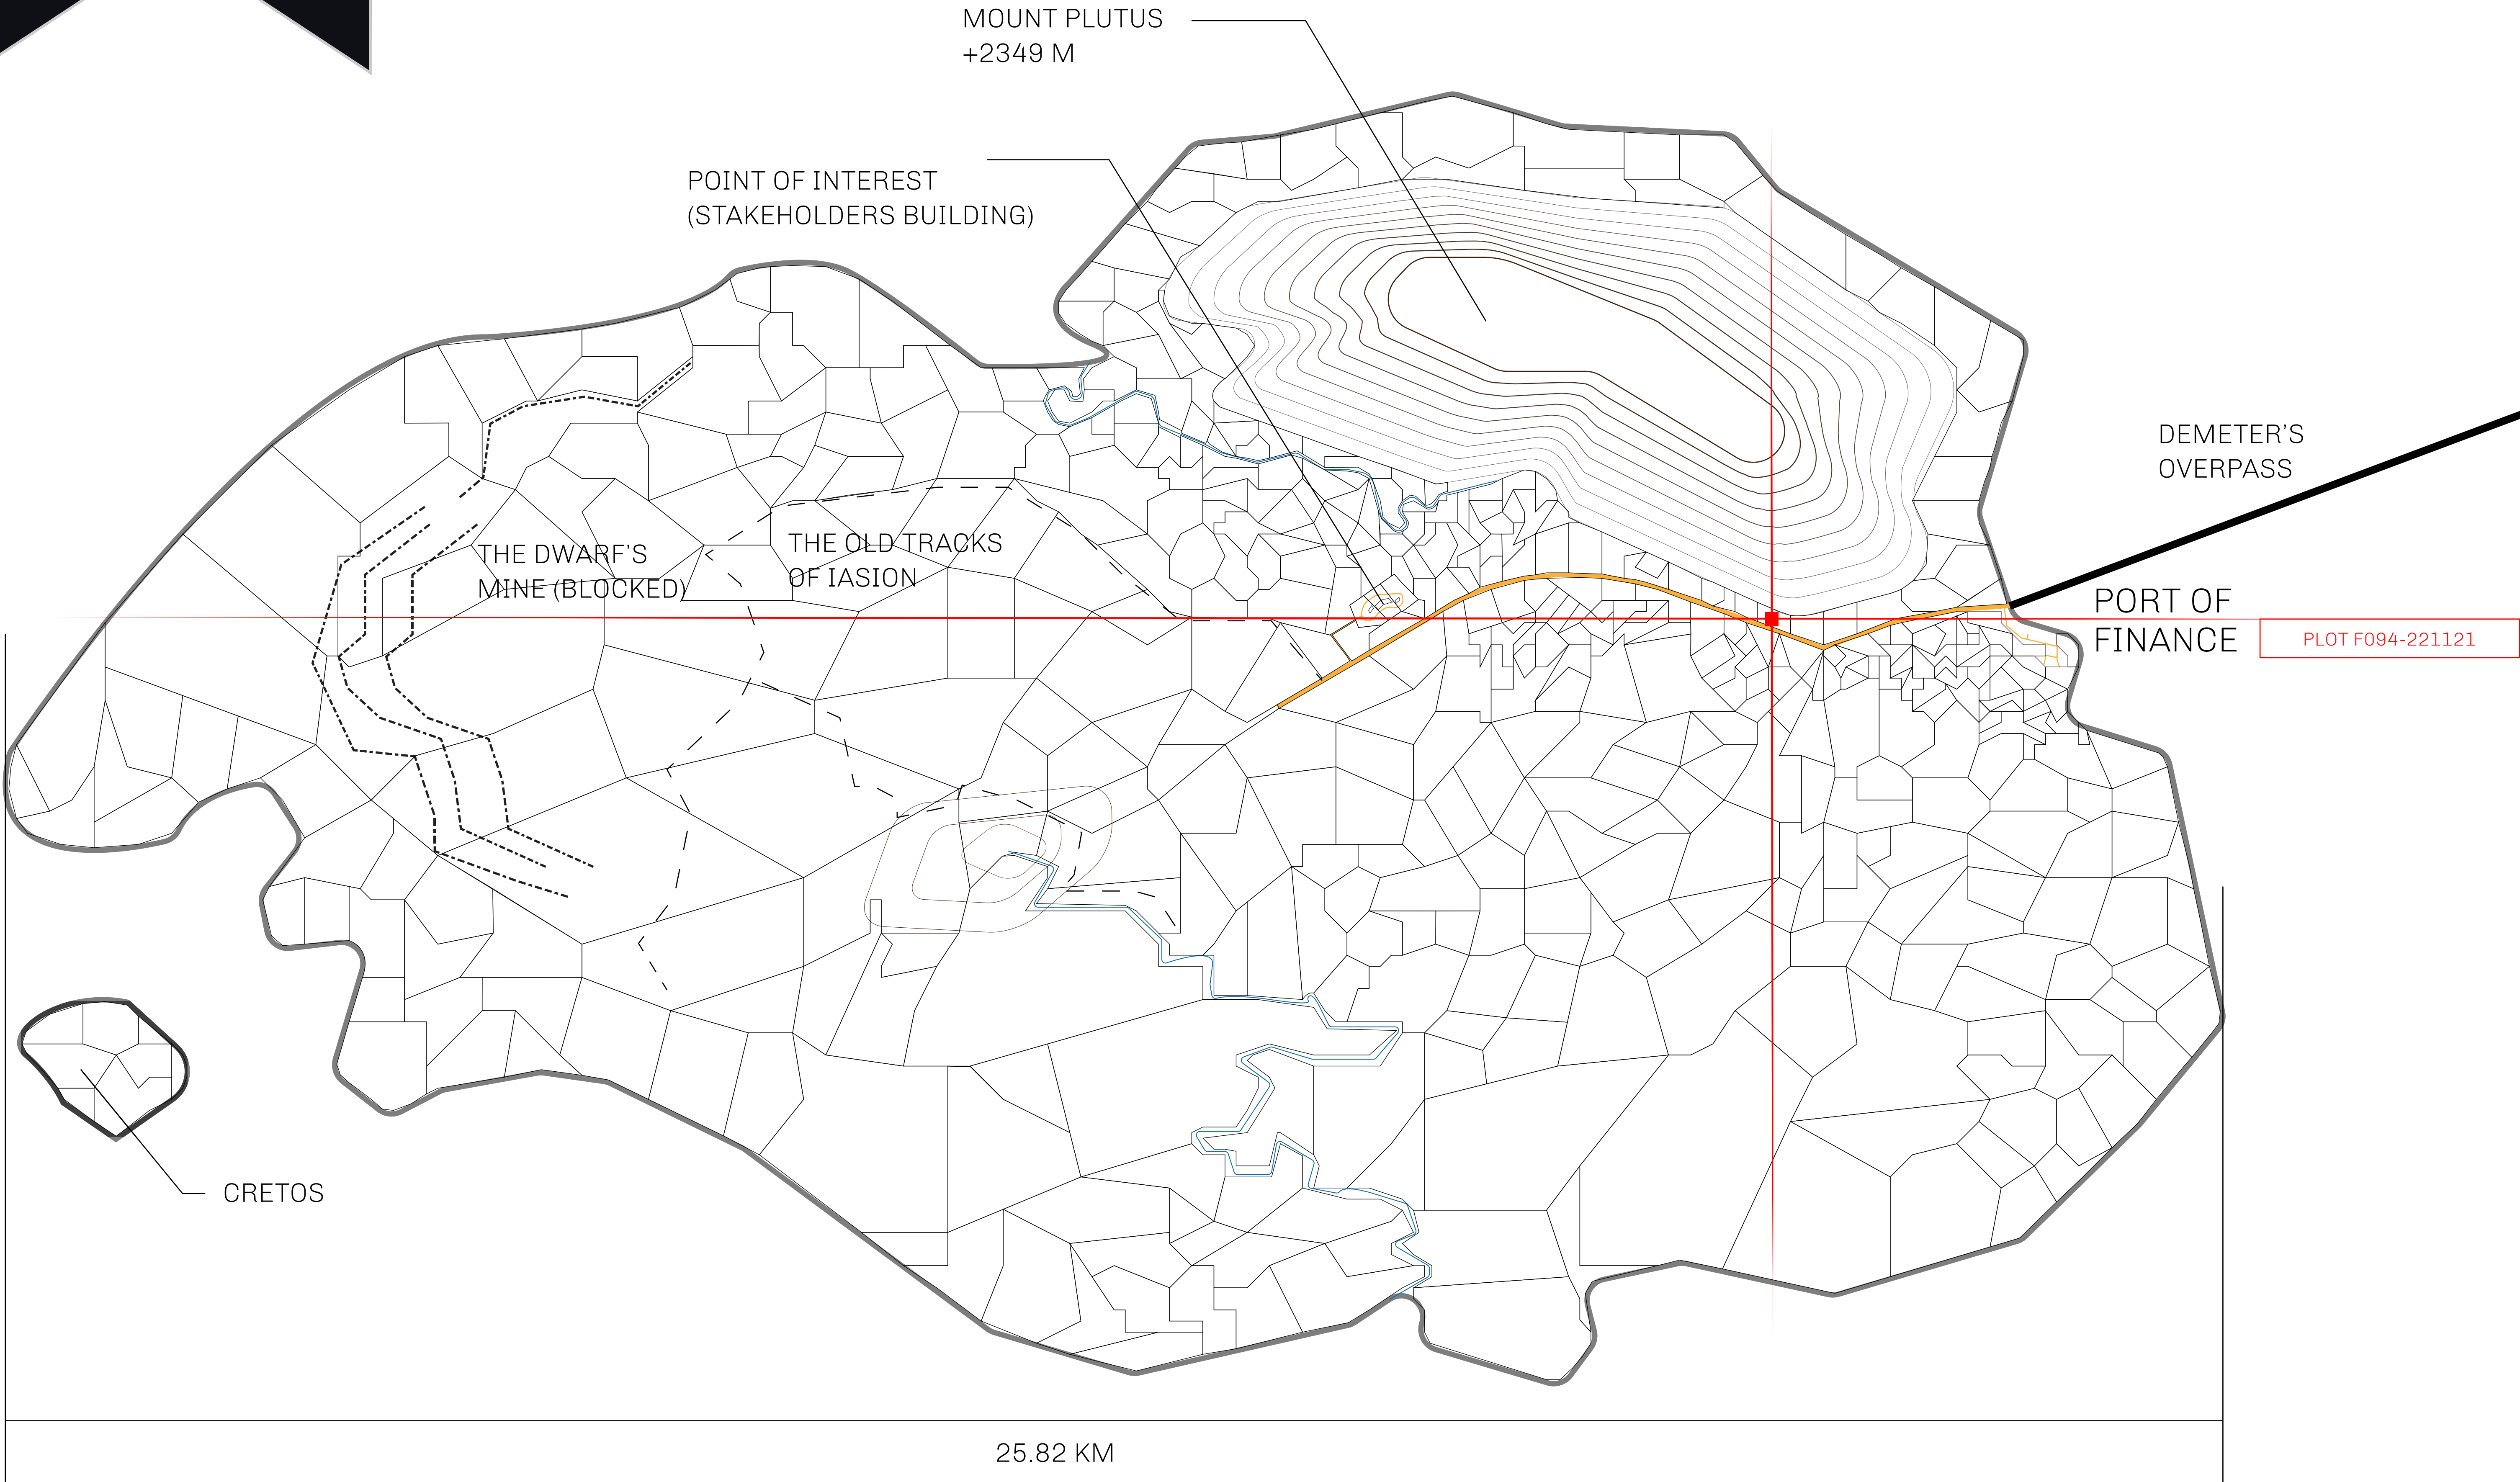 MOUNT PLUTUS
+2349 M
POINT OF INTEREST
(STAKEHOLDERS BUILDING)
DEMETER'S
OVERPASS
THE DWARF'S
MINE (BLOCKED)
THE OLD TRACKS
OF IASION
PORT OF
FINANCE
PLOT F094-221121
CRETOS
25.82 KM